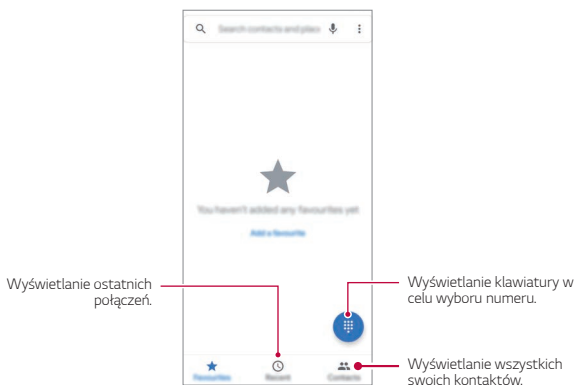 Search contacts and place
You haven't added any favourites yet
Add a favourite
Wyświetlanie ostatnich
połączeń.
Wyświetlanie klawiatury w
celu wyboru numeru.
Favourites
Recent
Contacts
Wyświetlanie wszystkich
swoich kontaktów.